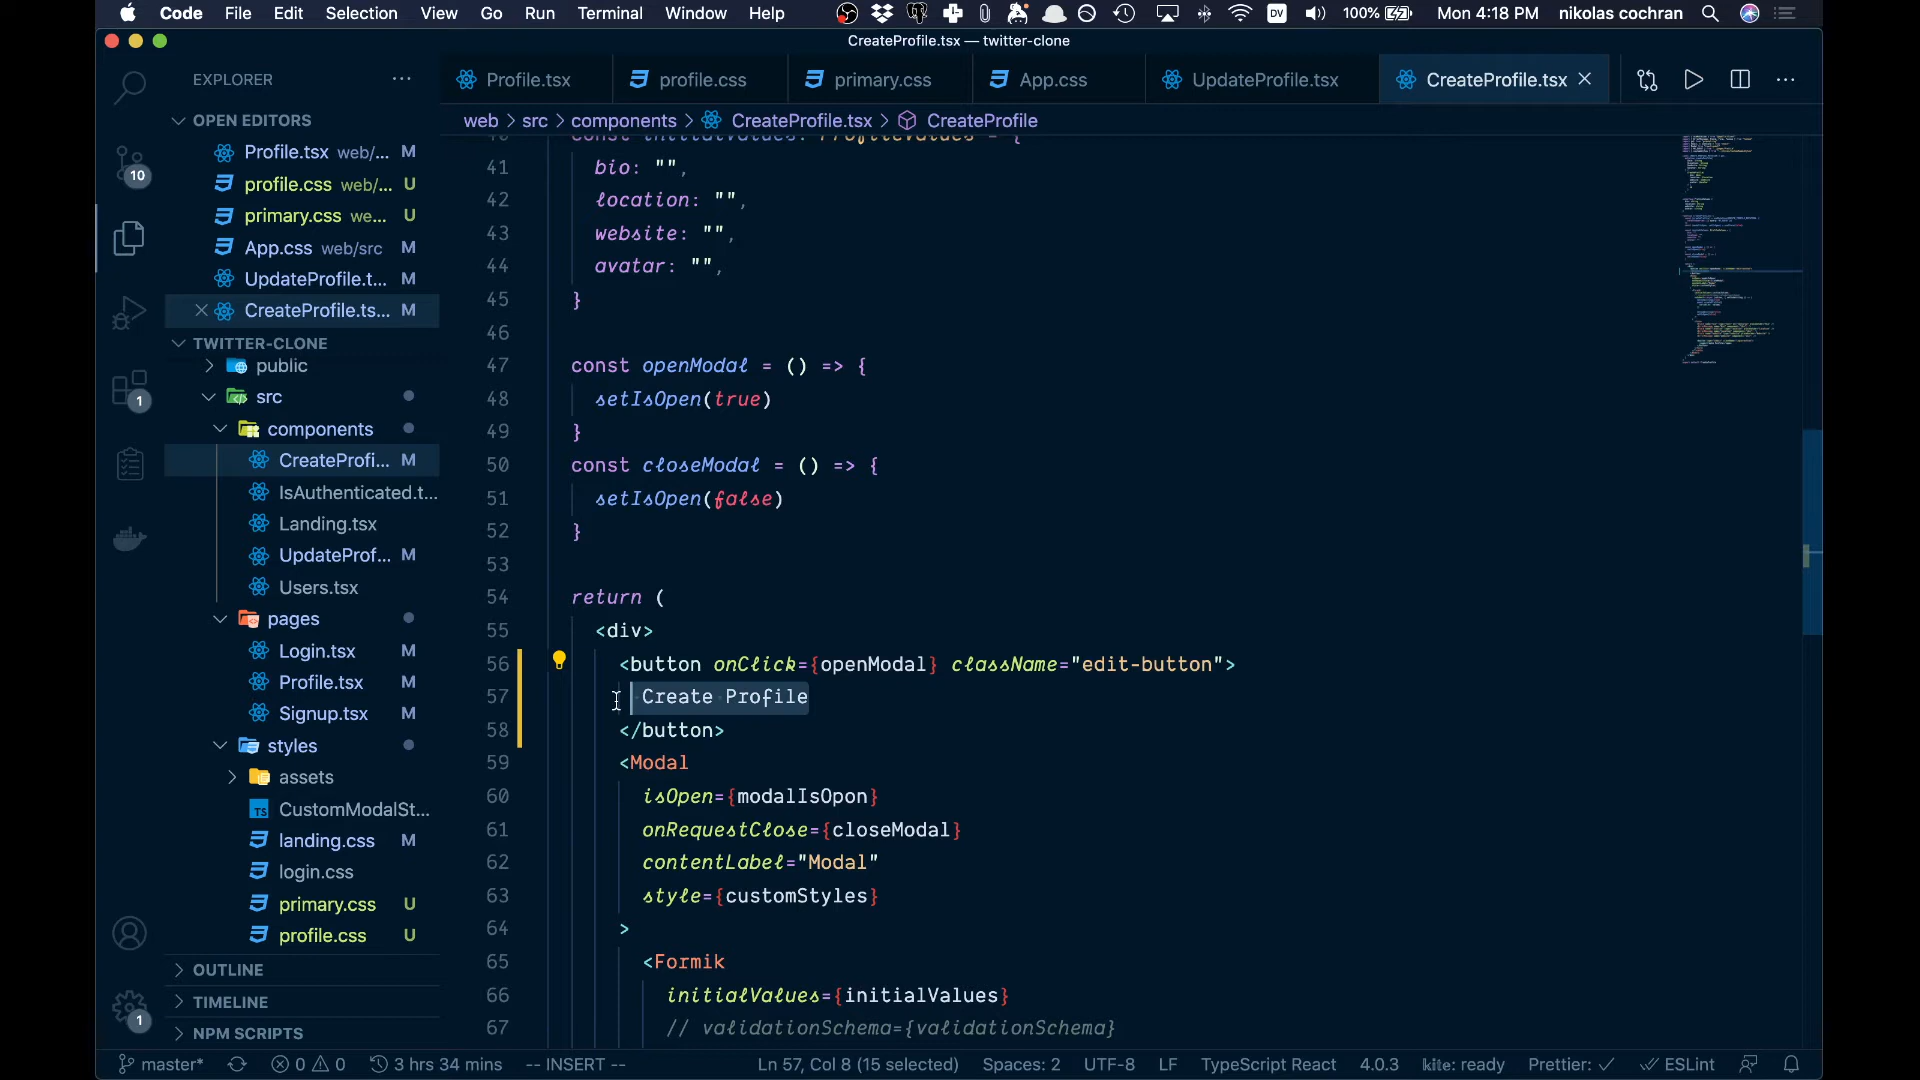 Code File Edit Selection View Go Run Terminal Window Help DV 100% Mon 4:18 PM nikolas cochran
CreateProfile.tsx — twitter-clone
EXPLORER
Profile.tsx profile.css primary.css App.css UpdateProfile.tsx CreateProfile.tsx
OPEN EDITORS
web > src > components > CreateProfile.tsx > CreateProfile
Profile.tsx web/... M
profile.css web/... U
primary.css we... U
App.css web/src M
UpdateProfile.t... M
CreateProfile.ts... M
TWITTER-CLONE
public
src
components
CreateProfi... M
IsAuthenticated.t...
Landing.tsx
UpdateProf... M
Users.tsx
pages
Login.tsx M
Profile.tsx M
Signup.tsx M
styles
assets
TS CustomModalSt...
landing.css M
login.css
primary.css U
profile.css U
OUTLINE
TIMELINE
NPM SCRIPTS
10
1
1
40 const initialValues: ProfileValues = {
41 bio: "",
42 location: "",
43 website: "",
44 avatar: "",
45 }
46
47 const openModal = () => {
48 setIsOpen(true)
49 }
50 const closeModal = () => {
51 setIsOpen(false)
52 }
53
54 return (
55 <div>
56 <button onClick={openModal} className="edit-button">
57 Create Profile
58 </button>
59 <Modal
60 isOpen={modalIsOpon}
61 onRequestClose={closeModal}
62 contentLabel="Modal"
63 style={customStyles}
64 >
65 <Formik
66 initialValues={initialValues}
67 // validationSchema={validationSchema}
master* 0 0 3 hrs 34 mins -- INSERT -- Ln 57, Col 8 (15 selected) Spaces: 2 UTF-8 LF TypeScript React 4.0.3 kite: ready Prettier: ✓ ESLint